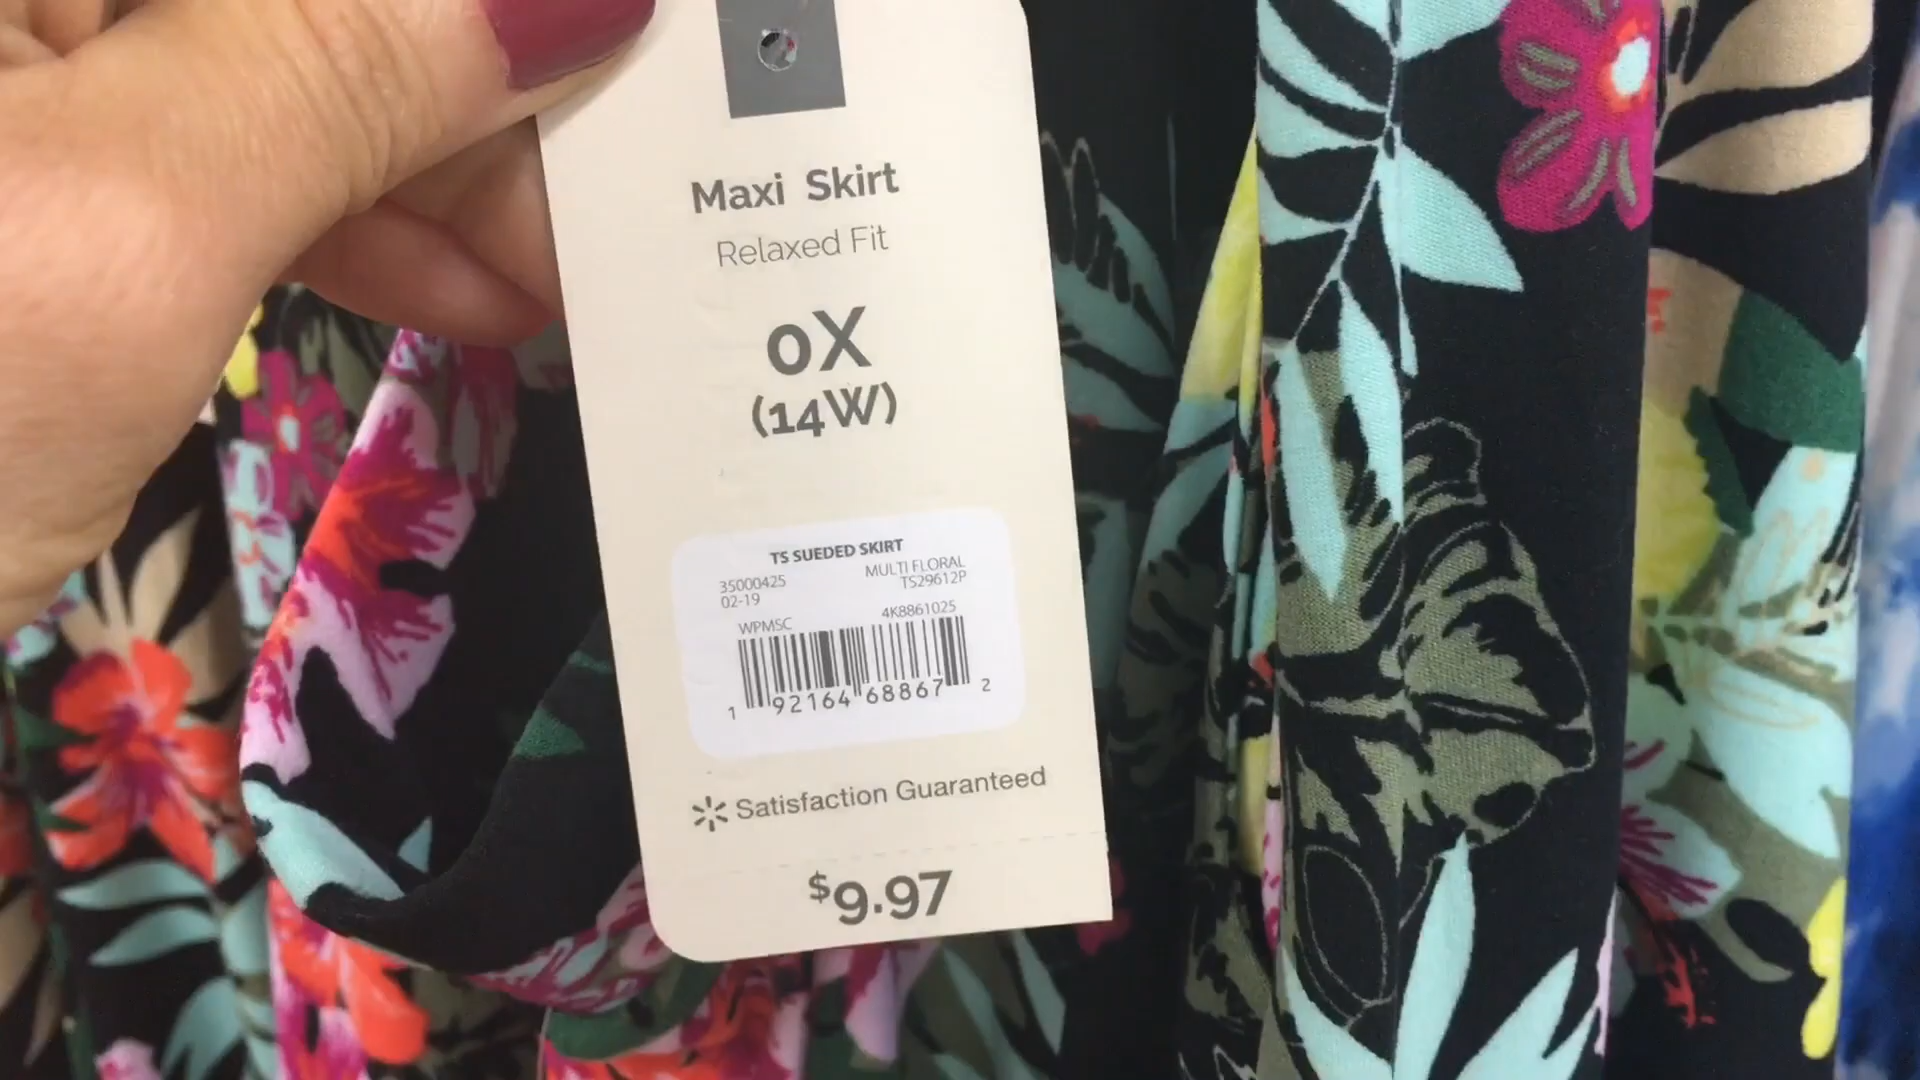 Maxi Skirt
Relaxed Fit
0X
(14W)
TS SUEDED SKIRT
35000425 MULTI FLORAL
02-19 TS29612P
WPMSC 4K8861025
1 92164 68867 2
Satisfaction Guaranteed
$9.97